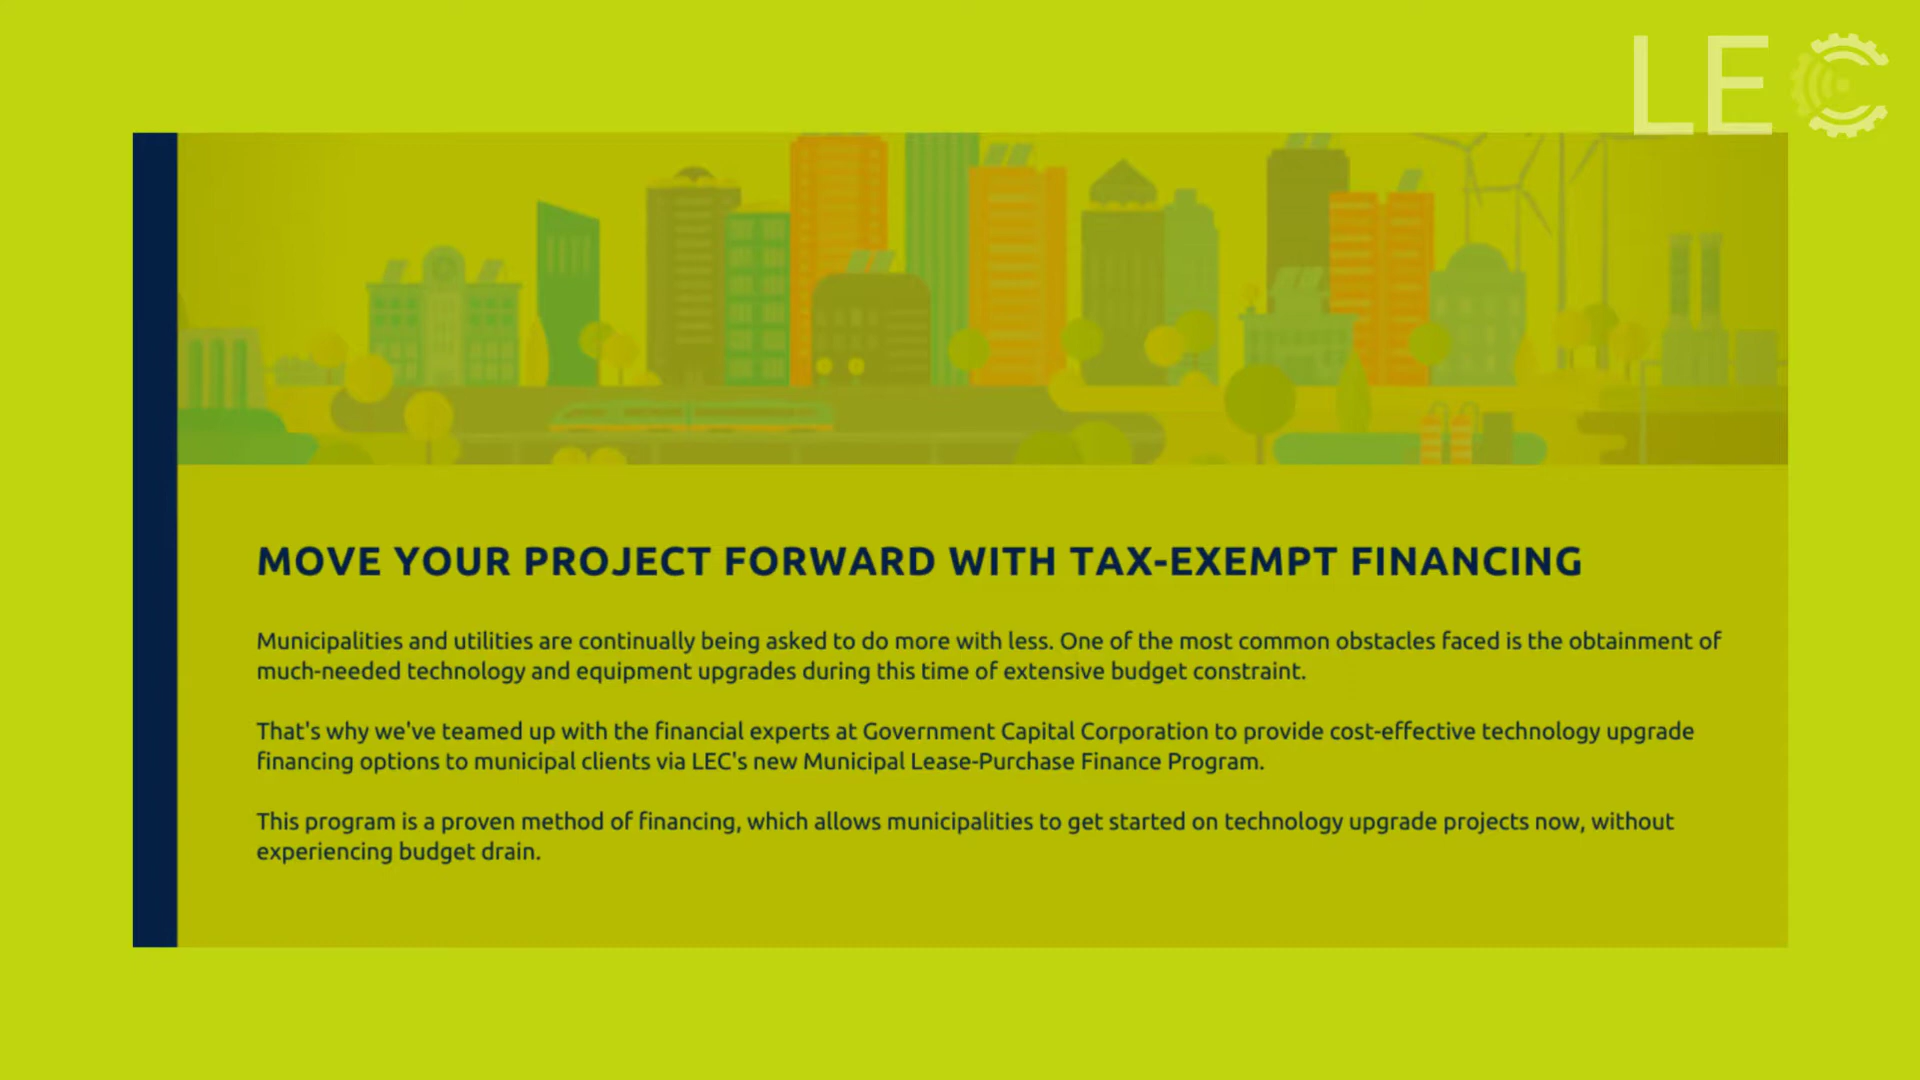 LEC
MOVE YOUR PROJECT FORWARD WITH TAX-EXEMPT FINANCING
Municipalities and utilities are continually being asked to do more with less. One of the most common obstacles faced is the obtainment of
much-needed technology and equipment upgrades during this time of extensive budget constraint.
That's why we've teamed up with the financial experts at Government Capital Corporation to provide cost-effective technology upgrade
financing options to municipal clients via LEC's new Municipal Lease-Purchase Finance Program.
This program is a proven method of financing, which allows municipalities to get started on technology upgrade projects now, without
experiencing budget drain.